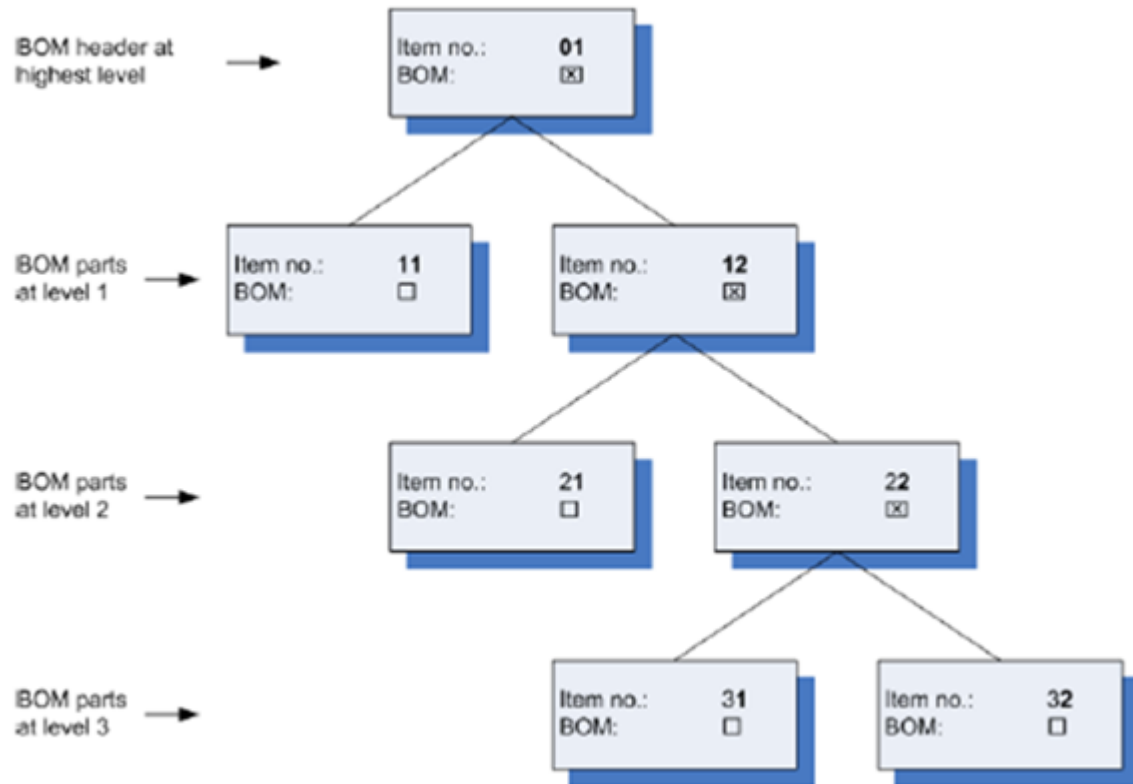 BOM header at
highest level
Item no.: 01
BOM: ☒
BOM parts
at level 1
Item no.: 11
BOM: ☐
Item no.: 12
BOM: ☒
BOM parts
at level 2
Item no.: 21
BOM: ☐
Item no.: 22
BOM: ☒
BOM parts
at level 3
Item no.: 31
BOM: ☐
Item no.: 32
BOM: ☐